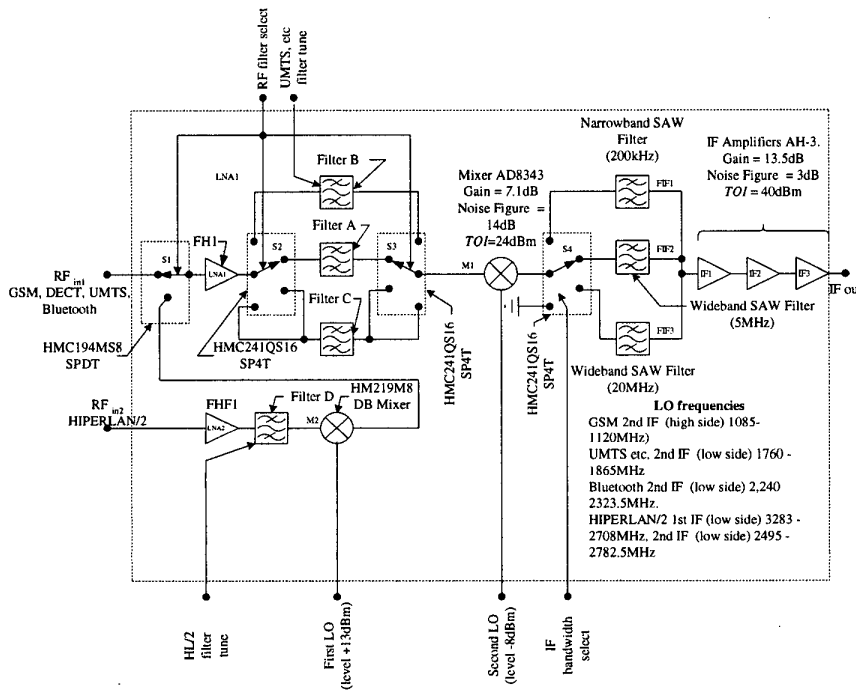 RF filter select
UMTS, etc
filter tune
LNA1
Filter B
Narrowband SAW
Filter
(200kHz)
IF Amplifiers AH-3.
Gain = 13.5dB
Noise Figure = 3dB
TOI = 40dBm
Mixer AD8343
Gain = 7.1dB
Noise Figure =
14dB
TOI=24dBm
FIF1
FH1
Filter A
S1
S2
S3
S4
M1
FIF2
RF in1
GSM, DECT, UMTS,
Bluetooth
LNA1
IF1
IF2
IF3
IF ou
Filter C
Wideband SAW Filter
(5MHz)
FIF3
HMC194MS8
SPDT
HMC241QS16
SP4T
HMC241QS16
SP4T
HMC241QS16
SP4T
Wideband SAW Filter
(20MHz)
RF in2
HIPERLAN/2
FHF1
LNA2
Filter D
M2
HM219M8
DB Mixer
LO frequencies
GSM 2nd IF (high side) 1085-
1120MHz)
UMTS etc, 2nd IF (low side) 1760 -
1865MHz
Bluetooth 2nd IF (low side) 2,240
2323.5MHz.
HIPERLAN/2 1st IF (low side) 3283 -
2708MHz, 2nd IF (low side) 2495 -
2782.5MHz
HL/2
filter
tune
First LO
(level +13dBm)
Second LO
(level -8dBm)
IF
bandwidth
select